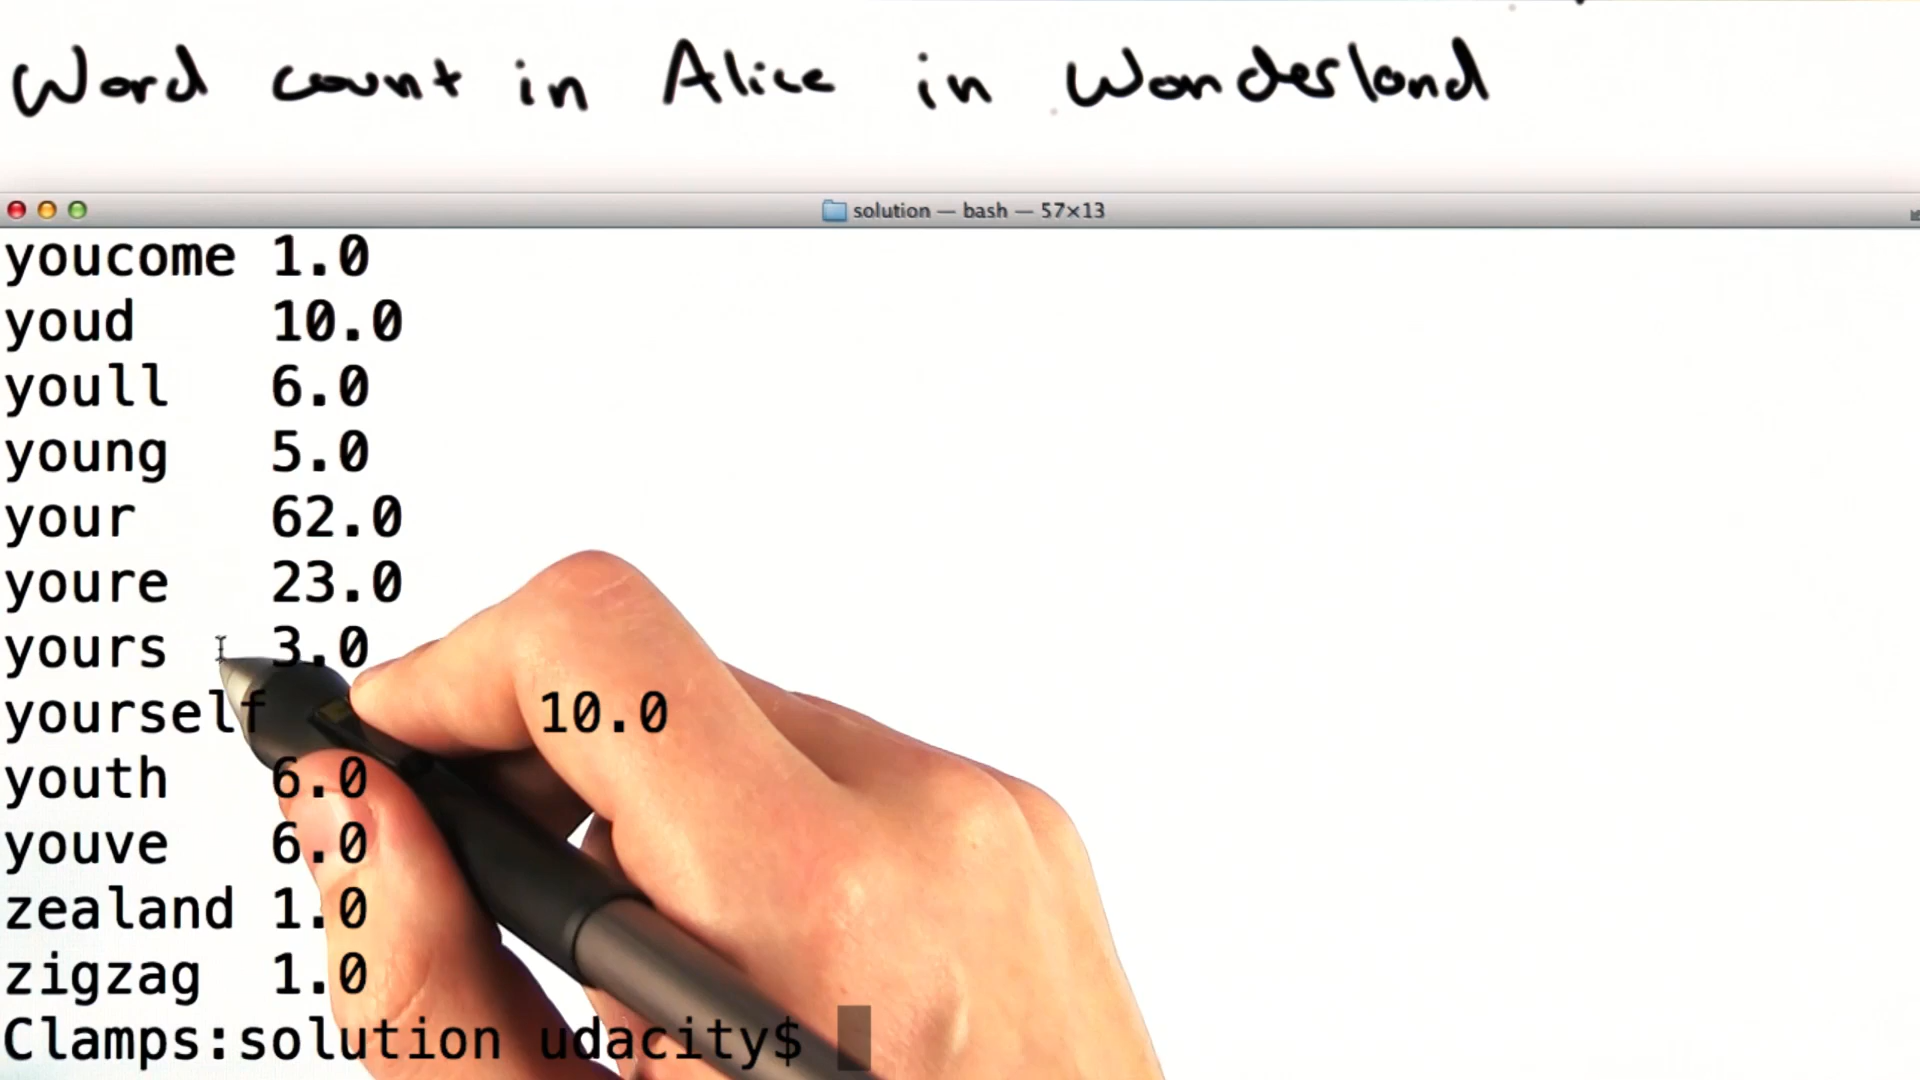 Word count in Alice in Wonderland
solution — bash — 57×13
youcome 1.0
youd 10.0
youll 6.0
young 5.0
your 62.0
youre 23.0
yours 3.0
yourself 10.0
youth 6.0
youve 6.0
zealand 1.0
zigzag 1.0
Clamps:solution udacity$